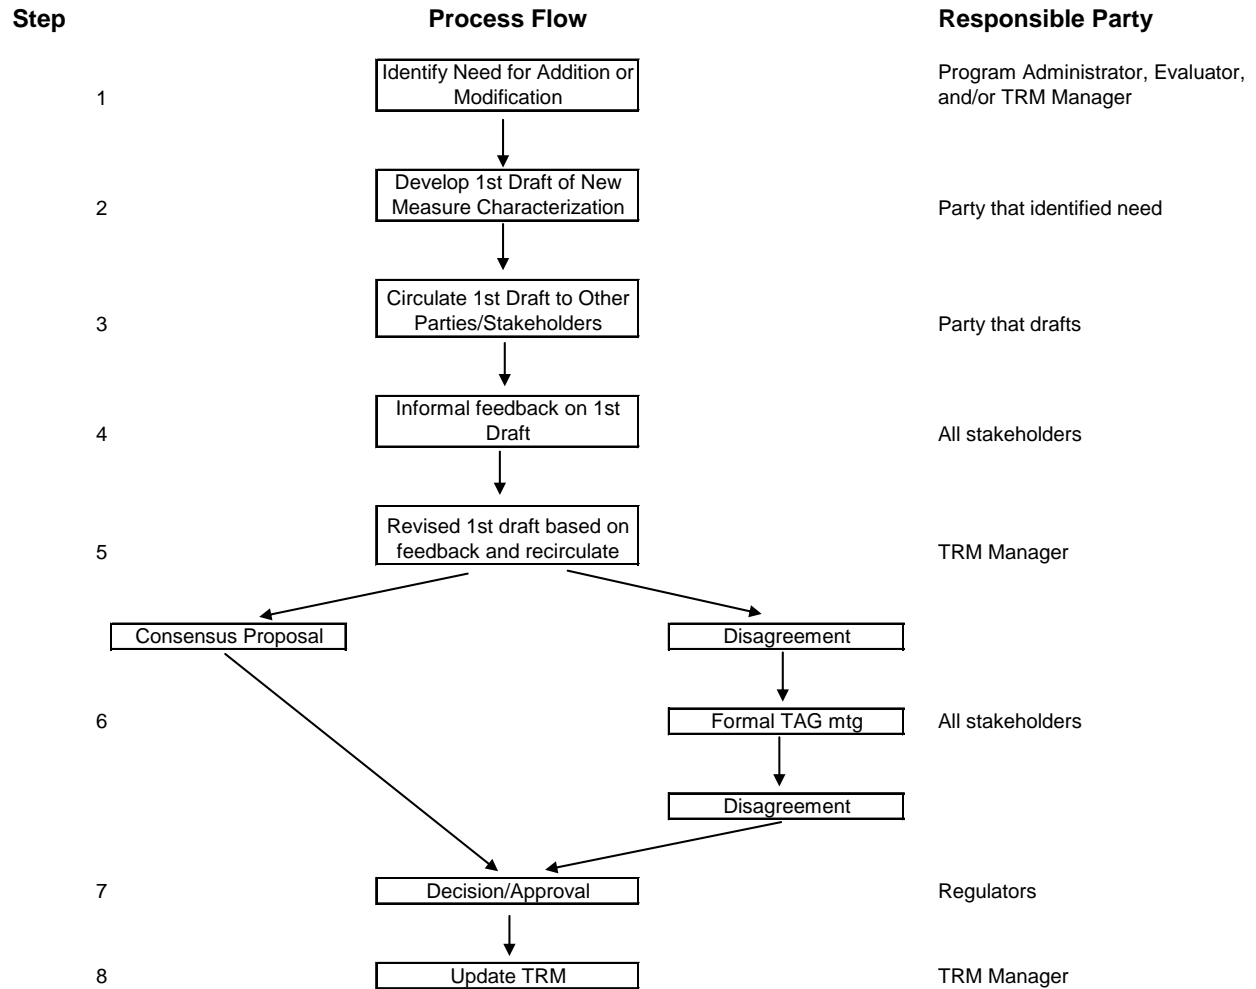 Step Process Flow Responsible Party
Identify Need for Addition or
Modification
1
Program Administrator, Evaluator,
and/or TRM Manager
Develop 1st Draft of New
Measure Characterization
2
Party that identified need
Circulate 1st Draft to Other
Parties/Stakeholders
3
Party that drafts
Informal feedback on 1st
Draft
4
All stakeholders
Revised 1st draft based on
feedback and recirculate
5
TRM Manager
Consensus Proposal
Disagreement
6
Formal TAG mtg
All stakeholders
Disagreement
7
Decision/Approval
Regulators
8
Update TRM
TRM Manager